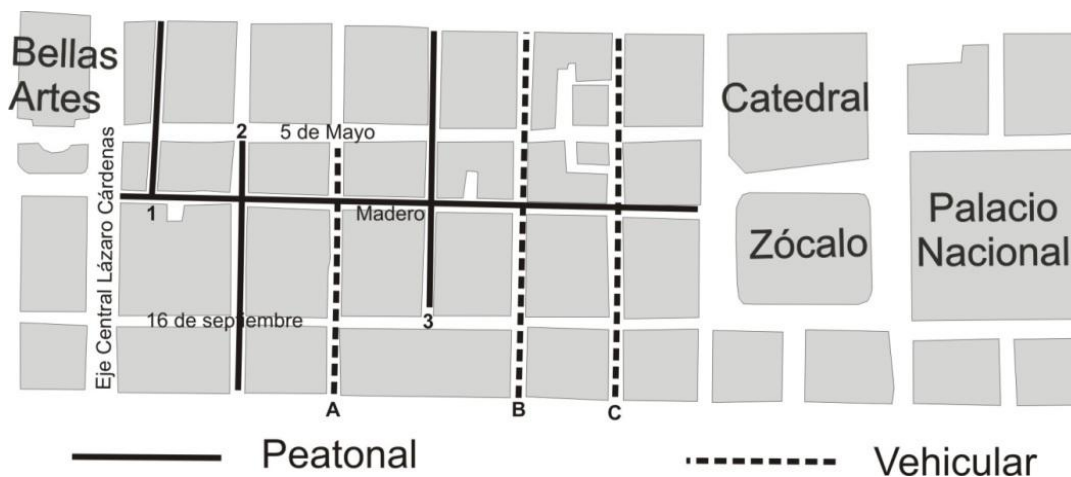 Bellas
Artes
2
5 de Mayo
Catedral
Eje Central Lázaro Cárdenas
1
Madero
Zócalo
Palacio
Nacional
16 de septiembre
3
A
B
C
Peatonal
Vehicular